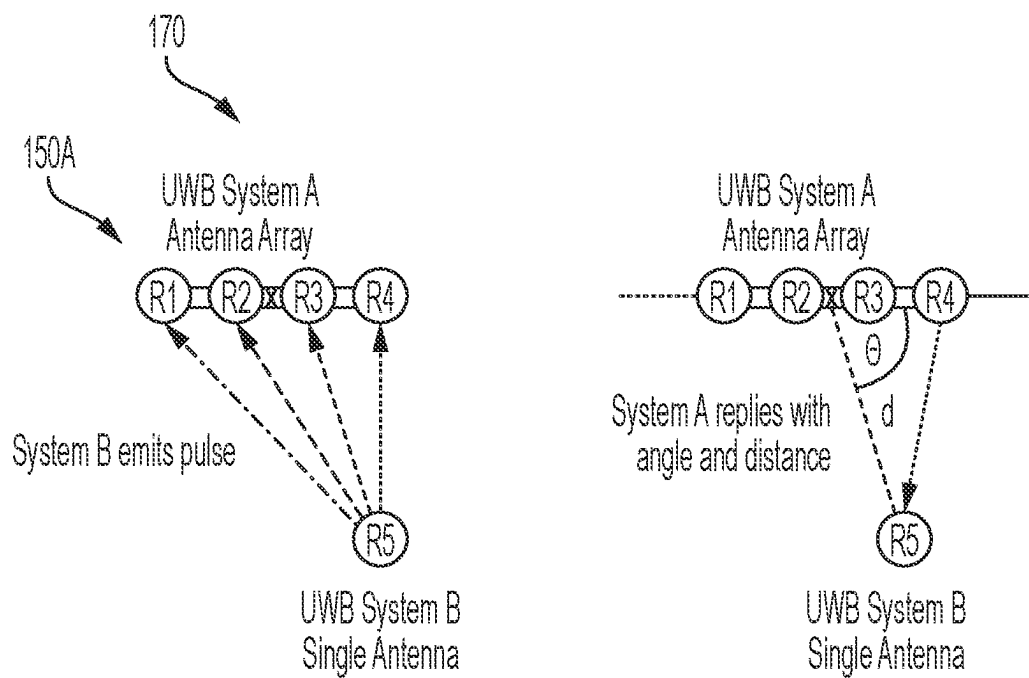 170
150A
UWB System A
Antenna Array
R1 R2 X R3 R4
System B emits pulse
R5
UWB System B
Single Antenna
UWB System A
Antenna Array
R1 R2 X R3 R4
Θ
d
System A replies with
angle and distance
R5
UWB System B
Single Antenna